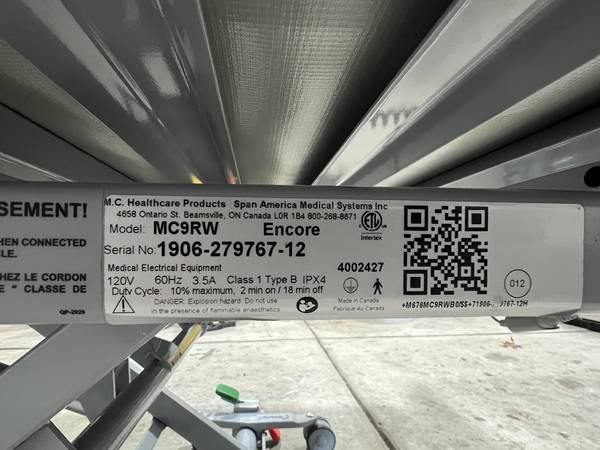 SEMENT!
HEN CONNECTED
LE.
HEZ LE CORDON
E “ CLASSE DE
GP-2928
M.C. Healthcare Products Span America Medical Systems Inc
4658 Ontario St. Beamsville, ON Canada L0R 1B4 800-268-8671
Model: MC9RW Encore
Intertek
Serial No: 1906-279767-12
Medical Electrical Equipment 4002427
120V 60Hz 3.5A Class 1 Type B IPX4
Duty Cycle: 10% maximum, 2 min on / 18 min off
DANGER: Explosion hazard. Do not use
in the presence of flammable anaesthetics
Made in Canada
Fabriqué Au Canada
012